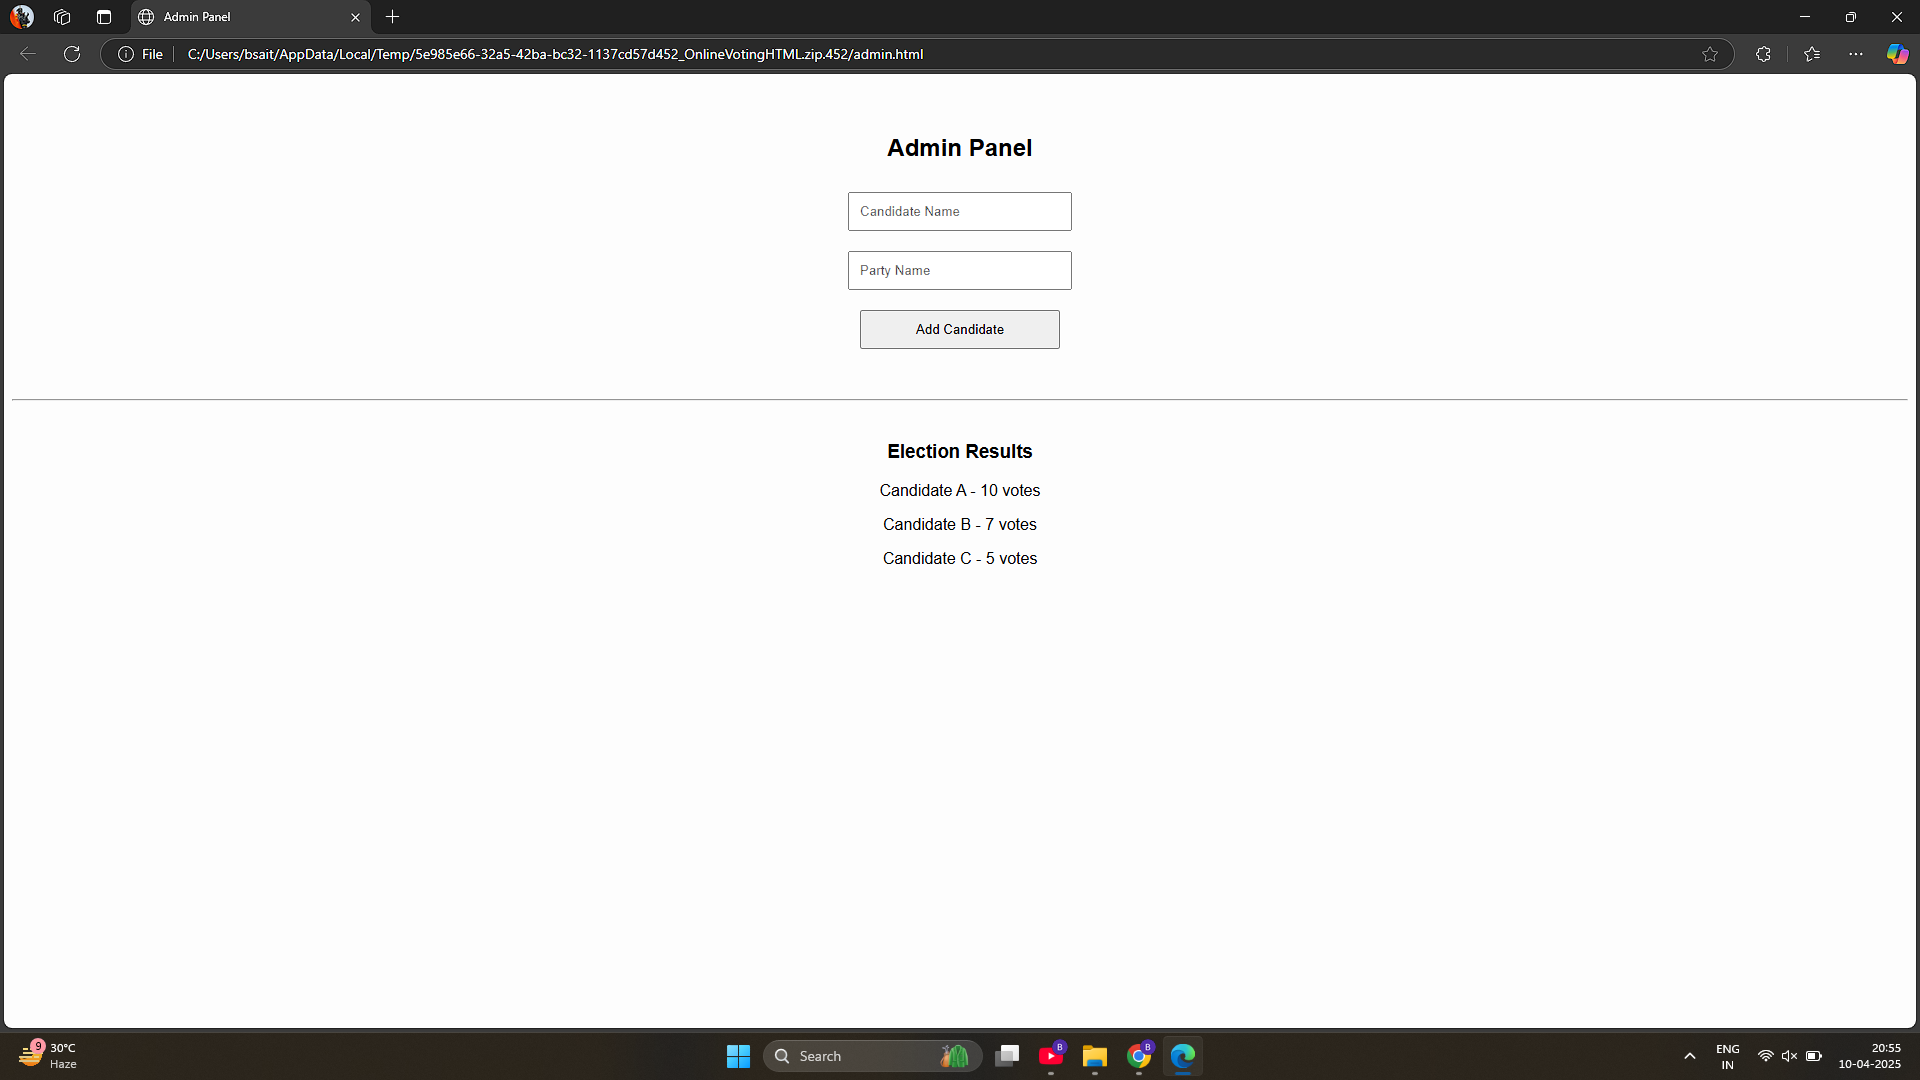 Admin Panel
File
C:/Users/bsait/AppData/Local/Temp/5e985e66-32a5-42ba-bc32-1137cd57d452_OnlineVotingHTML.zip.452/admin.html
Admin Panel
Candidate Name
Party Name
Add Candidate
Election Results
Candidate A - 10 votes
Candidate B - 7 votes
Candidate C - 5 votes
9
30°C
Haze
Search
B
B
ENG
IN
20:55
10-04-2025